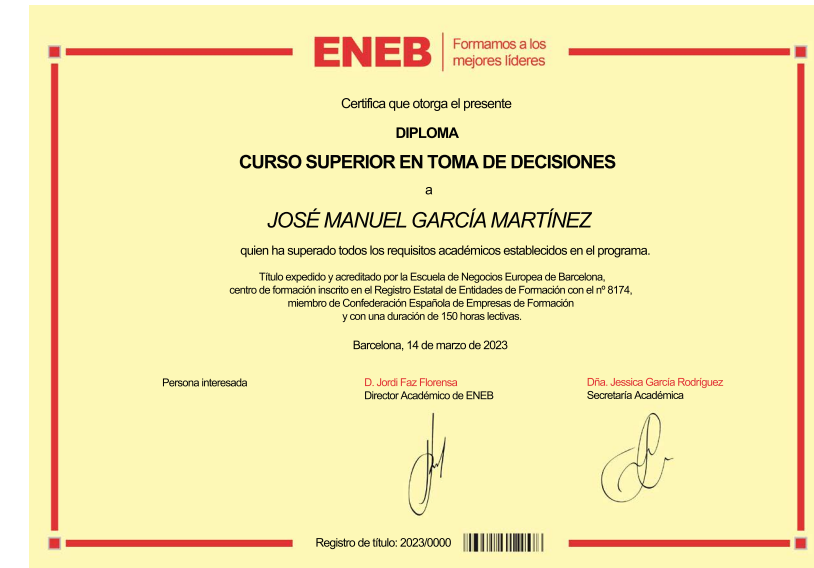 ENEB
Formamos a los
mejores líderes
Certifica que otorga el presente
DIPLOMA
CURSO SUPERIOR EN TOMA DE DECISIONES
a
JOSÉ MANUEL GARCÍA MARTÍNEZ
quien ha superado todos los requisitos académicos establecidos en el programa.
Título expedido y acreditado por la Escuela de Negocios Europea de Barcelona,
centro de formación inscrito en el Registro Estatal de Entidades de Formación con el nº 8174,
miembro de Confederación Española de Empresas de Formación
y con una duración de 150 horas lectivas.
Barcelona, 14 de marzo de 2023
Persona interesada
D. Jordi Faz Florensa
Director Académico de ENEB
Dña. Jessica García Rodríguez
Secretaría Académica
Registro de título: 2023/0000